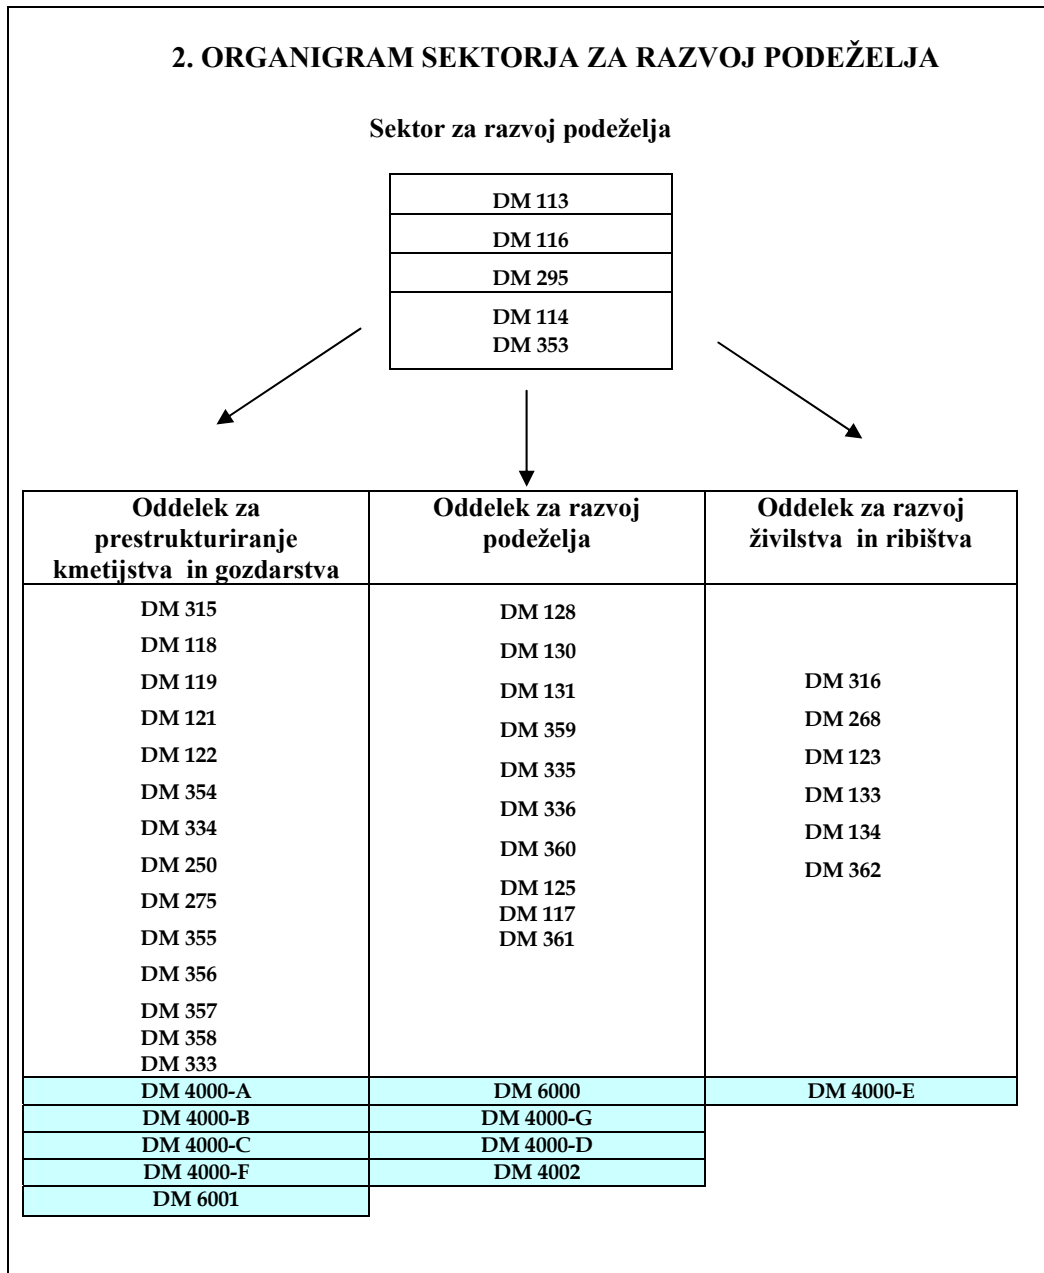 2. ORGANIGRAM SEKTORJA ZA RAZVOJ PODEŽELJA
Sektor za razvoj podeželja
DM 113
DM 116
DM 295
DM 114
DM 353
Oddelek za
prestrukturiranje
kmetijstva in gozdarstva
DM 315
DM 118
DM 119
DM 121
DM 122
DM 354
DM 334
DM 250
DM 275
DM 355
DM 356
DM 357
DM 358
DM 333
DM 4000-A
DM 4000-B
DM 4000-C
DM 4000-F
DM 6001
Oddelek za razvoj
podeželja
DM 128
DM 130
DM 131
DM 359
DM 335
DM 336
DM 360
DM 125
DM 117
DM 361
DM 6000
DM 4000-G
DM 4000-D
DM 4002
Oddelek za razvoj
živilstva in ribištva
DM 316
DM 268
DM 123
DM 133
DM 134
DM 362
DM 4000-E